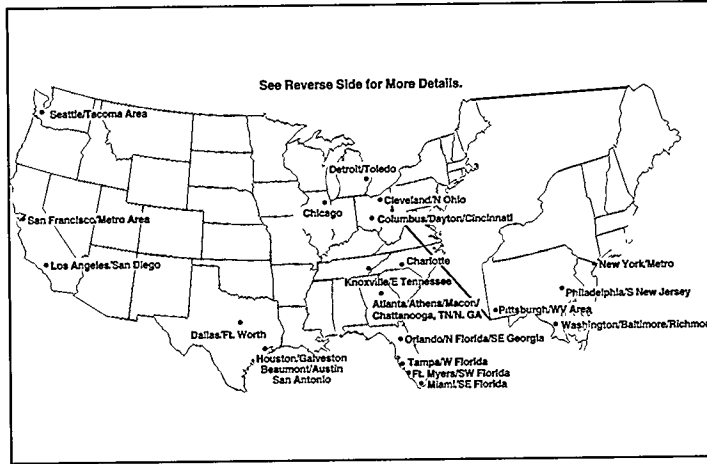 See Reverse Side for More Details.
Seattle/Tacoma Area
Detroit/Toledo
Cleveland/N Ohio
Chicago
Columbus/Dayton/Cincinnati
San Francisco/Metro Area
Charlotte
New York/Metro
Los Angeles/San Diego
Knoxville/E Tennessee
Philadelphia/S New Jersey
Atlanta/Athens/Macon/
Chattanooga, TN/N. GA
Pittsburgh/WV Area
Washington/Baltimore/Richmo
Dallas/Ft. Worth
Orlando/N Florida/SE Georgia
Houston/Galveston
Beaumont/Austin
San Antonio
Tampa/W Florida
Ft. Myers/SW Florida
Miami/SE Florida